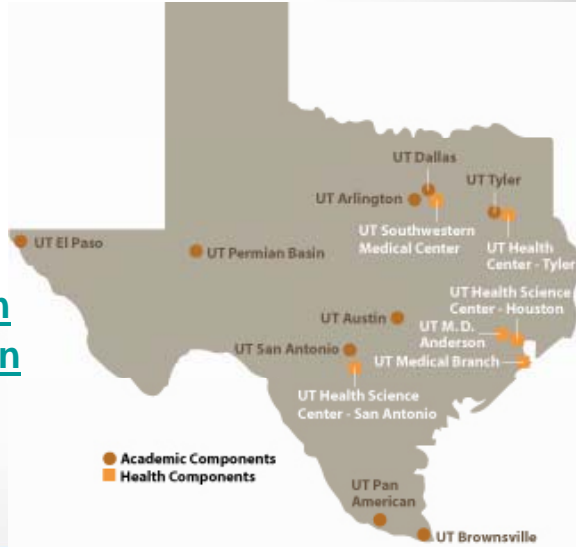 UT Dallas
UT Tyler
UT Arlington
UT Southwestern
Medical Center
UT Health
Center - Tyler
UT El Paso
UT Permian Basin
UT Health Science
Center - Houston
UT Austin
UT M.D.
Anderson
UT San Antonio
UT Medical Branch
UT Health Science
Center - San Antonio
Academic Components
Health Components
UT Pan
American
UT Brownsville